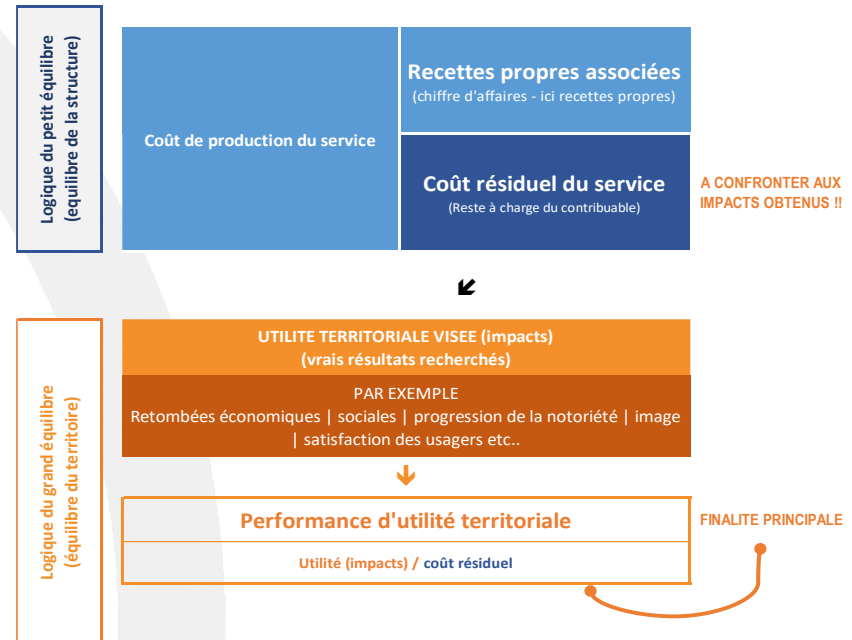 Logique du petit équilibre
(equilibre de la structure)
Coût de production du service
Recettes propres associées
(chiffre d'affaires - ici recettes propres)
Coût résiduel du service
(Reste à charge du contribuable)
A CONFRONTER AUX
IMPACTS OBTENUS !!
Logique du grand équilibre
(équilibre du territoire)
UTILITE TERRITORIALE VISEE (impacts)
(vrais résultats recherchés)
PAR EXEMPLE
Retombées économiques | sociales | progression de la notoriété | image
| satisfaction des usagers etc..
Performance d'utilité territoriale
Utilité (impacts) / coût résiduel
FINALITE PRINCIPALE